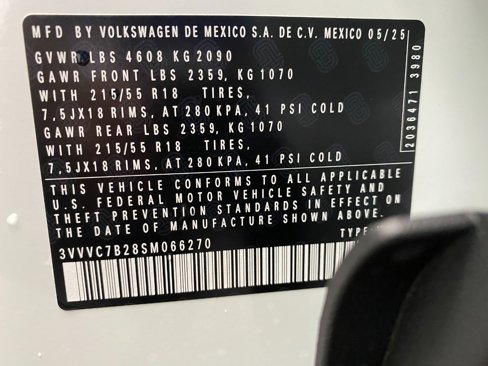 MFD BY VOLKSWAGEN DE MEXICO S.A. DE C.V. MEXICO 05/25
GVWR LBS 4608 KG 2090
GAWR FRONT LBS 2359, KG 1070
WITH 215/55 R18 TIRES,
7,5JX18 RIMS, AT 280 KPA, 41 PSI COLD
GAWR REAR LBS 2359, KG 1070
WITH 215/55 R18 TIRES,
7,5JX18 RIMS, AT 280 KPA, 41 PSI COLD
THIS VEHICLE CONFORMS TO ALL APPLICABLE
U.S. FEDERAL MOTOR VEHICLE SAFETY AND
THEFT PREVENTION STANDARDS IN EFFECT ON
THE DATE OF MANUFACTURE SHOWN ABOVE.
3VVVC7B28SM066270 TYPE:
2036471 3980